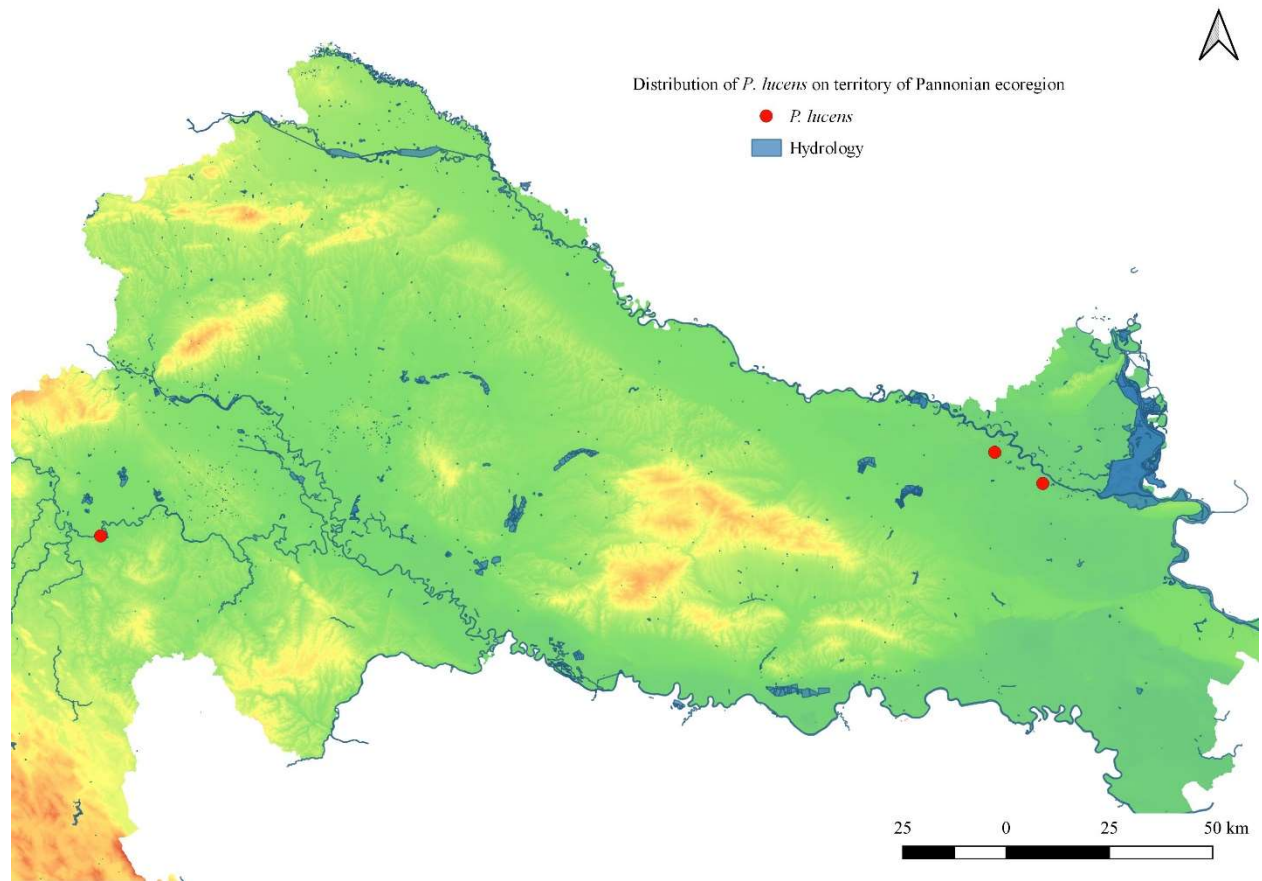 Distribution of P. lucens on territory of Pannonian ecoregion
P. lucens
Hydrology
25 0 25 50 km